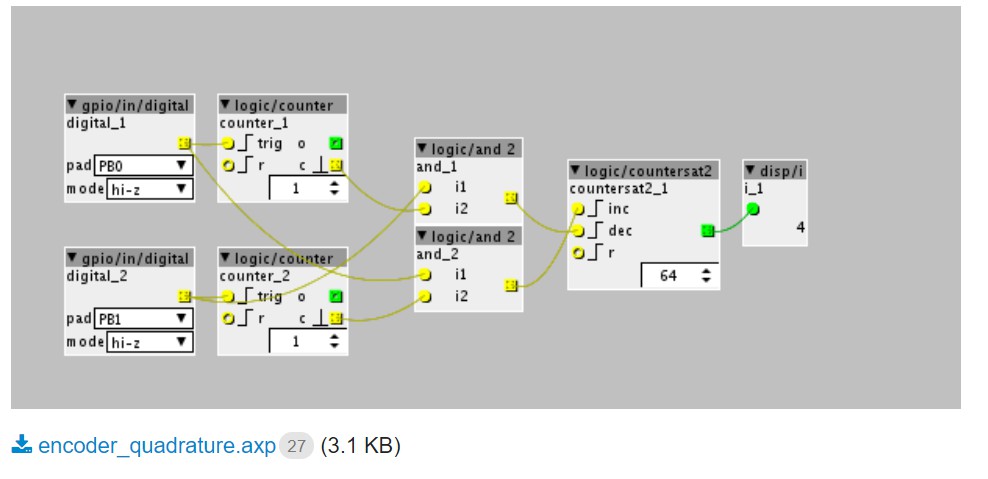 gpio/in/digital
digital_1
pad PB0
mode hi-z
logic/counter
counter_1
trig o
r c
1
gpio/in/digital
digital_2
pad PB1
mode hi-z
logic/counter
counter_2
trig o
r c
1
logic/and 2
and_1
i1
i2
logic/and 2
and_2
i1
i2
logic/countersat2
countersat2_1
inc
dec
r
64
disp/i
i_1
4
encoder_quadrature.axp 27 (3.1 KB)